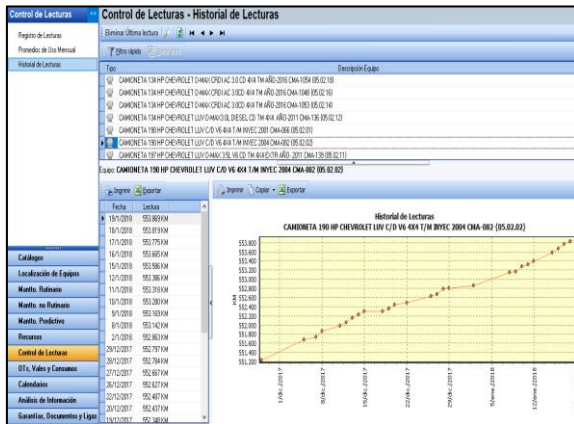 Control de Lecturas
Control de Lecturas - Historial de Lecturas
Registro de Lecturas
Promedios de Uso Mensual
Historial de Lecturas
Eliminar Última lectura
Filtro rápido
Tipo
Descripción Equipo
CAMIONETA 134 HP CHEVROLET D-MAX CRDI AC 3.0 CD 4X4 TM AÑO-2016 CMA-1054 (05.02.18)
CAMIONETA 134 HP CHEVROLET D-MAX CRDI AC 3.0CD 4X4 TM AÑO-2016 CMA-1048 (05.02.16)
CAMIONETA 134 HP CHEVROLET D-MAX CRDI AC 3.0CD 4X4 TM AÑO-2016 CMA-1053 (05.02.14)
CAMIONETA 134 HP CHEVROLET LUV D-MAX3.0L DIESEL CD TM 4X4 AÑO-2011 CMA-136 (05.02.12)
CAMIONETA 190 HP CHEVROLET LUV C/D V6 4X4 T/M INYEC 2001 CMA-066 (05.02.01)
CAMIONETA 190 HP CHEVROLET LUV C/D V6 4X4 T/M INYEC 2004 CMA-082 (05.02.02)
CAMIONETA 197 HP CHEVROLET LUV D-MAX 3.5L V6 CD TM 4X4 EXTR AÑO- 2011 CMA-139 (05.02.11)
Equipo: CAMIONETA 190 HP CHEVROLET LUV C/D V6 4X4 T/M INYEC 2004 CMA-082 (05.02.02)
Imprimir Exportar
Fecha Lectura
19/1/2018 553.869 KM
18/1/2018 553.819 KM
17/1/2018 553.775 KM
16/1/2018 553.665 KM
15/1/2018 553.586 KM
12/1/2018 553.386 KM
11/1/2018 553.318 KM
10/1/2018 553.280 KM
9/1/2018 553.169 KM
8/1/2018 553.142 KM
2/1/2018 552.863 KM
29/12/2017 552.797 KM
28/12/2017 552.784 KM
27/12/2017 552.667 KM
26/12/2017 552.627 KM
22/12/2017 552.487 KM
20/12/2017 552.437 KM
19/12/2017 552.348 KM
Imprimir Copiar Exportar
Historial de Lecturas
CAMIONETA 190 HP CHEVROLET LUV C/D V6 4X4 T/M INYEC 2004 CMA-082 (05.02.02)
KM
553.800
553.600
553.400
553.200
553.000
552.800
552.600
552.400
552.200
552.000
551.800
551.600
551.400
551.200
1/dic./2017
8/dic./2017
15/dic./2017
22/dic./2017
29/dic./2017
5/ene./2018
12/ene./2018
Catálogos
Localización de Equipos
Mantto. Rutinario
Mantto. no Rutinario
Mantto. Predictivo
Recursos
Control de Lecturas
OTs, Vales y Consumos
Calendarios
Análisis de Información
Garantías, Documentos y Ligas